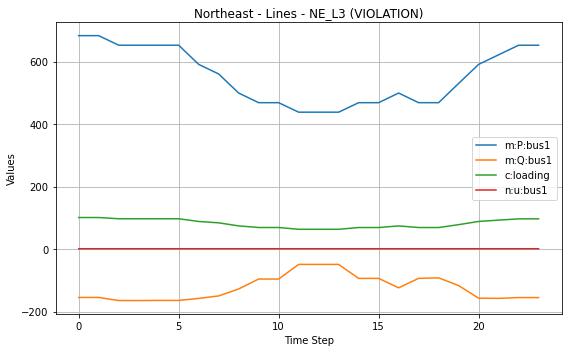 Northeast - Lines - NE_L3 (VIOLATION)
600
400
200
0
−200
Values
m:P:bus1
m:Q:bus1
c:loading
n:u:bus1
0
5
10
15
20
Time Step